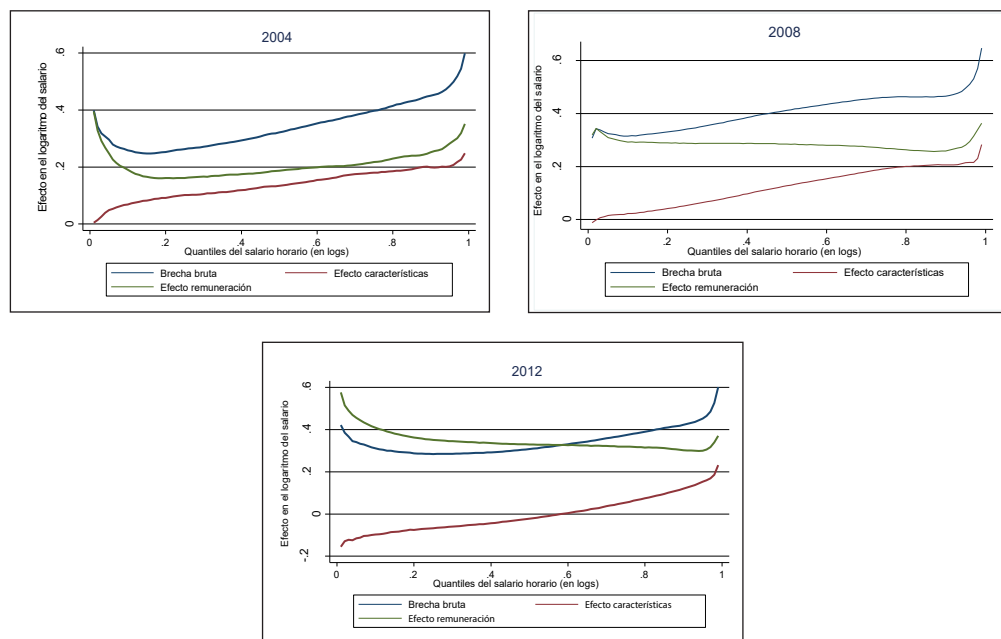 2004
Efecto en el logaritmo del salario
.6
.4
.2
0
0 .2 .4 .6 .8 1
Quantiles del salario horario (en logs)
Brecha bruta Efecto características
Efecto remuneración
2008
Efecto en el logaritmo del salario
.6
.4
.2
0
0 .2 .4 .6 .8 1
Quantiles del salario horario (en logs)
Brecha bruta Efecto características
Efecto remuneración
2012
Efecto en el logaritmo del salario
.6
.4
.2
0
-.2
0 .2 .4 .6 .8 1
Quantiles del salario horario (en logs)
Brecha bruta Efecto características
Efecto remuneración